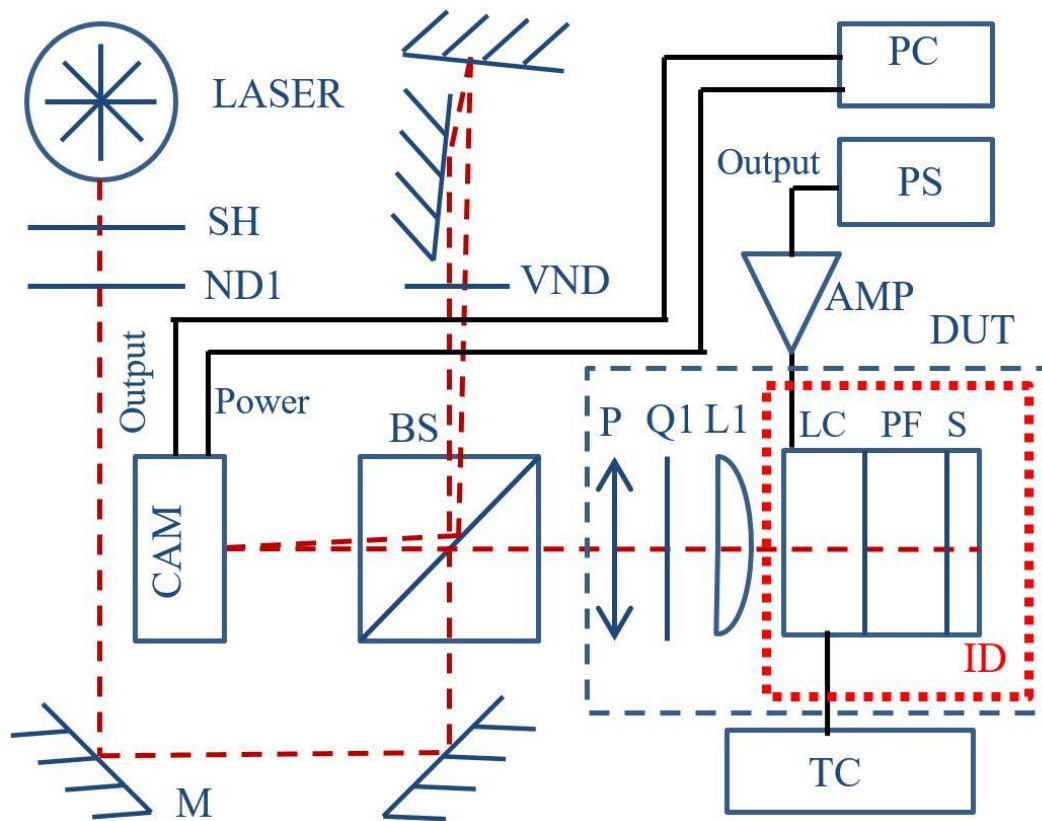 LASER
PC
Output
PS
SH
ND1
VND
AMP
DUT
Output
Power
BS
P
Q1
L1
LC
PF
S
CAM
ID
TC
M